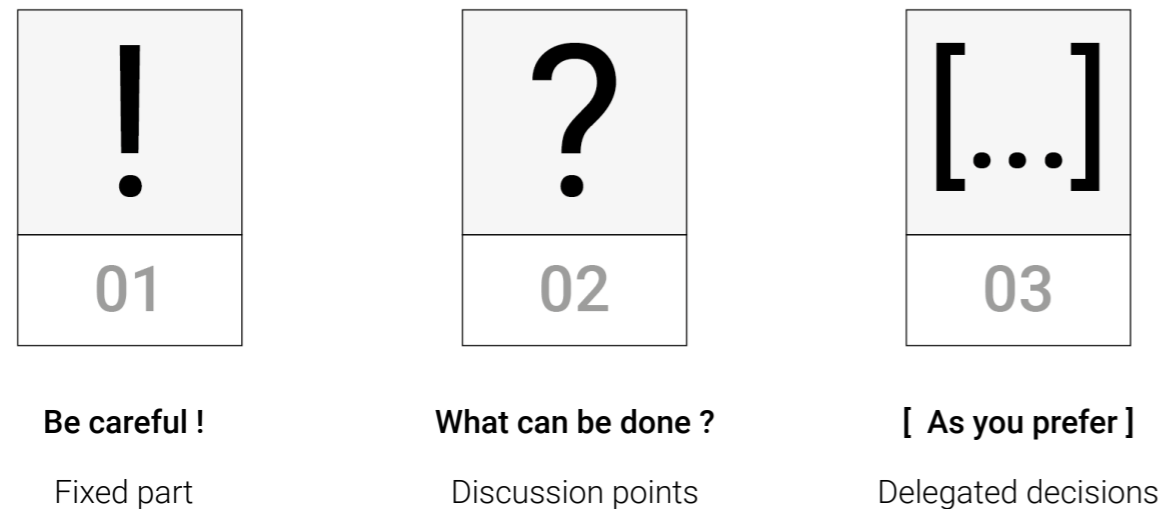 !
?
[...]
01
02
03
Be careful !
What can be done ?
[ As you prefer ]
Fixed part
Discussion points
Delegated decisions